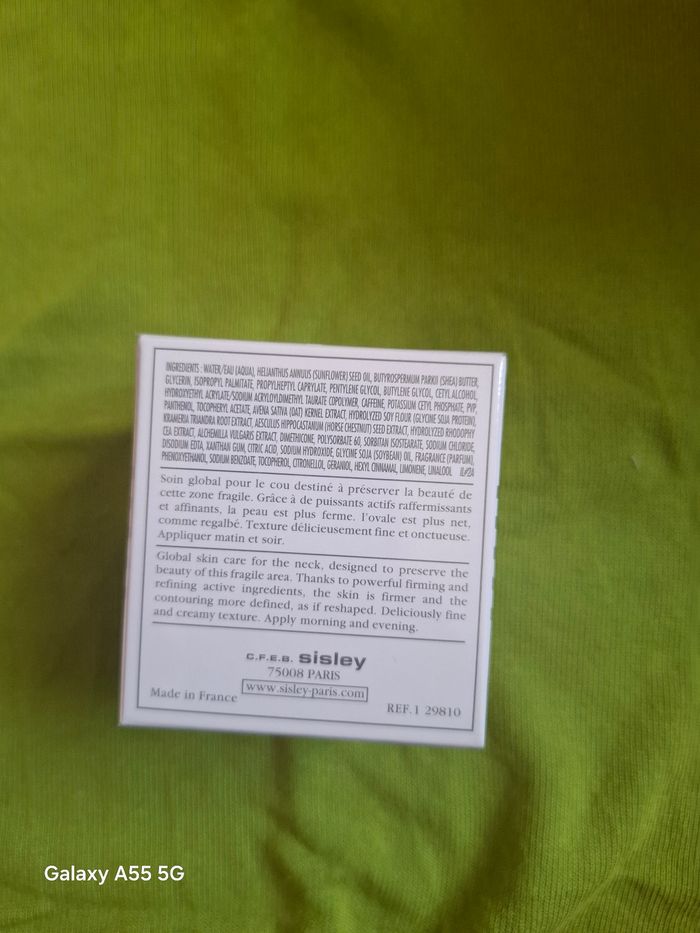 INGREDIENTS : WATER/EAU (AQUA), HELIANTHUS ANNUUS (SUNFLOWER) SEED OIL, BUTYROSPERMUM PARKII (SHEA) BUTTER,
GLYCERIN, ISOPROPYL PALMITATE, PROPYLHEPTYL CAPRYLATE, PENTYLENE GLYCOL, BUTYLENE GLYCOL, CETYL ALCOHOL,
HYDROXYETHYL ACRYLATE/SODIUM ACRYLOYLDIMETHYL TAURATE COPOLYMER, CAFFEINE, POTASSIUM CETYL PHOSPHATE, PVP,
PANTHENOL, TOCOPHERYL ACETATE, AVENA SATIVA (OAT) KERNEL EXTRACT, HYDROLYZED SOY FLOUR (GLYCINE SOJA PROTEIN),
KRAMERIA TRIANDRA ROOT EXTRACT, AESCULUS HIPPOCASTANUM (HORSE CHESTNUT) SEED EXTRACT, HYDROLYZED RHODOPHY
CEA EXTRACT, ALCHEMILLA VULGARIS EXTRACT, DIMETHICONE, POLYSORBATE 60, SORBITAN ISOSTEARATE, SODIUM CHLORIDE,
DISODIUM EDTA, XANTHAN GUM, CITRIC ACID, SODIUM HYDROXIDE, GLYCINE SOJA (SOYBEAN) OIL, FRAGRANCE (PARFUM),
PHENOXYETHANOL, SODIUM BENZOATE, TOCOPHEROL, CITRONELLOL, GERANIOL, HEXYL CINNAMAL, LIMONENE, LINALOOL
Soin global pour le cou destiné à préserver la beauté de
cette zone fragile. Grâce à de puissants actifs raffermissants
et affinants, la peau est plus ferme, l'ovale est plus net,
comme regalbé. Texture délicieusement fine et onctueuse.
Appliquer matin et soir.
Global skin care for the neck, designed to preserve the
beauty of this fragile area. Thanks to powerful firming and
refining active ingredients, the skin is firmer and the
contouring more defined, as if reshaped. Deliciously fine
and creamy texture. Apply morning and evening.
C.F.E.B. sisley
75008 PARIS
www.sisley-paris.com
Made in France
REF. 1 29810
Galaxy A55 5G